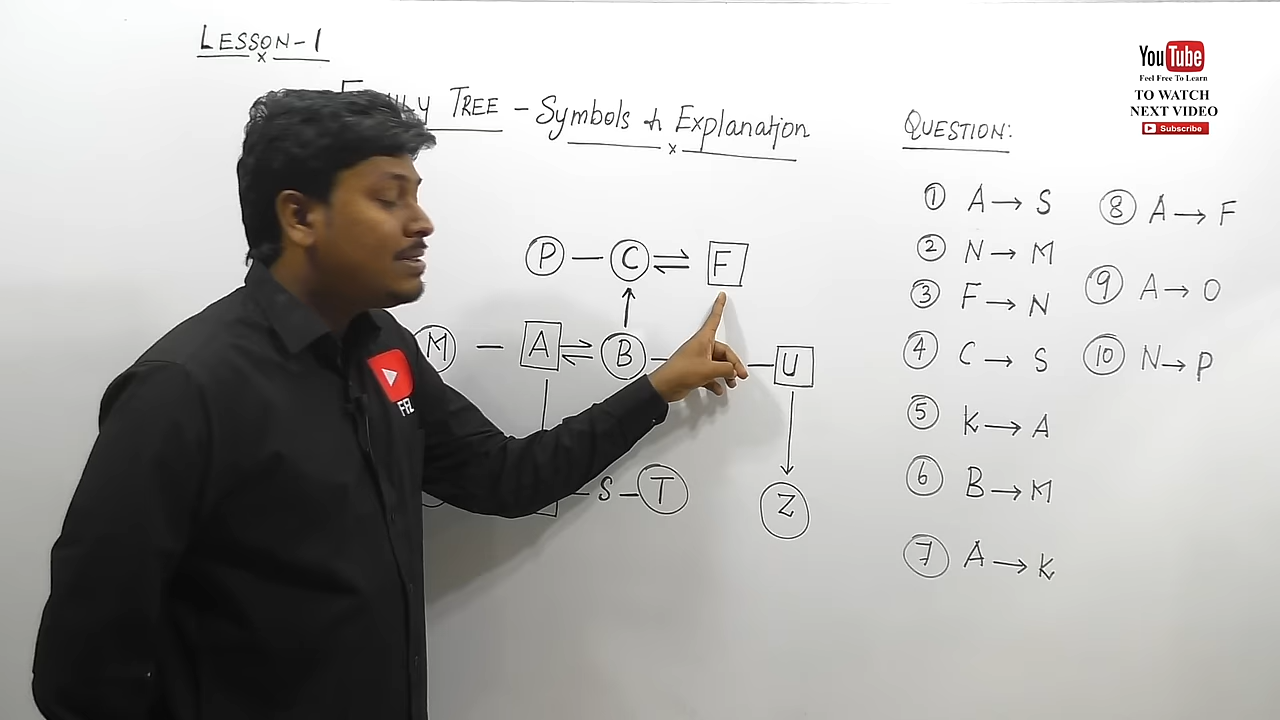 LESSON-1
TREE - Symbols & Explanation
QUESTION:
① A → S
② N → M
③ F → N
④ C → S
⑤ K → A
⑥ B → M
⑦ A → K
⑧ A → F
⑨ A → O
⑩ N → P
P — C ⇌ F
M — A ⇌ B — — U
— S — T
Z
FFL
You Tube
Feel Free To Learn
TO WATCH
NEXT VIDEO
Subscribe